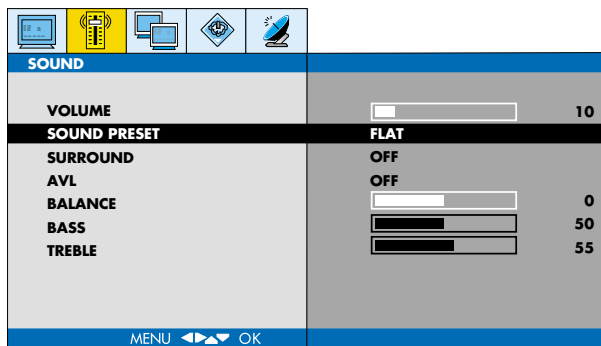 SOUND
VOLUME 10
SOUND PRESET FLAT
SURROUND OFF
AVL OFF
BALANCE 0
BASS 50
TREBLE 55
MENU ◀▶▲▼ OK